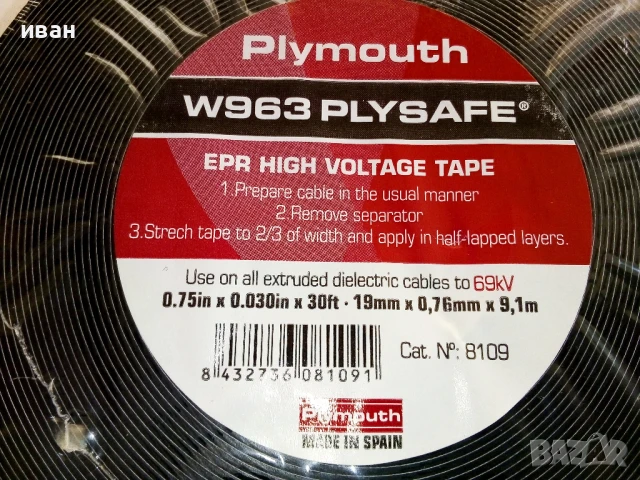 иван
Plymouth
W963 PLYSAFE®
EPR HIGH VOLTAGE TAPE
1.Prepare cable in the usual manner
2.Remove separator
3.Strech tape to 2/3 of width and apply in half-lapped layers.
Use on all extruded dielectric cables to 69kV
0.75in x 0.030in x 30ft · 19mm x 0,76mm x 9,1m
Cat. Nº: 8109
8 432736 081091
Plymouth
MADE IN SPAIN
BAZAR